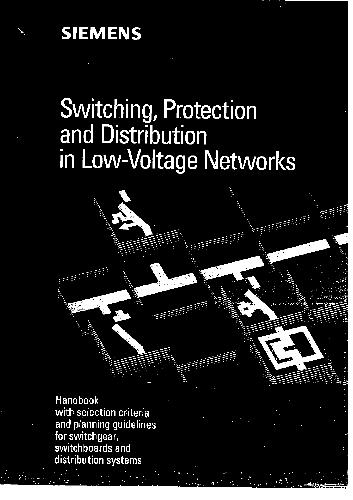 SIEMENS
Switching, Protection
and Distribution
in Low-Voltage Networks
Handbook
with selection criteria
and planning guidelines
for switchgear,
switchboards and
distribution systems